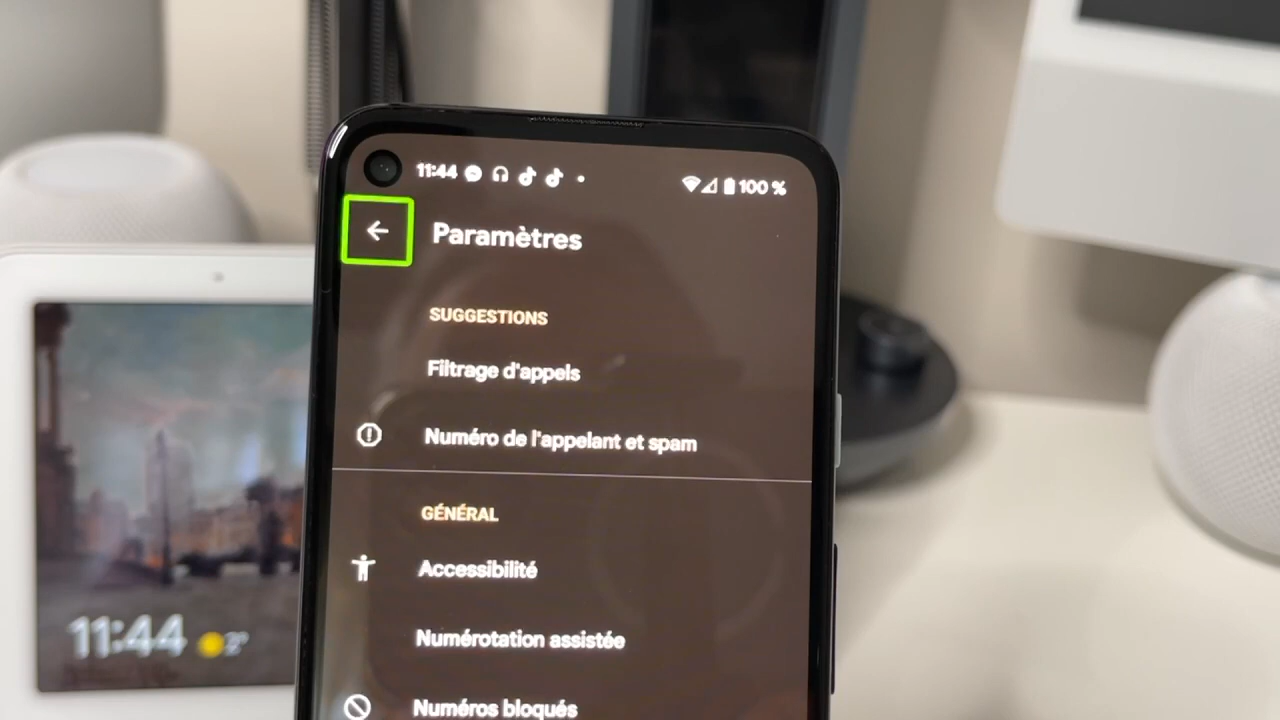 11:44 100 %
Paramètres
SUGGESTIONS
Filtrage d'appels
Numéro de l'appelant et spam
GÉNÉRAL
Accessibilité
Numérotation assistée
Numéros bloqués
11:44 2°